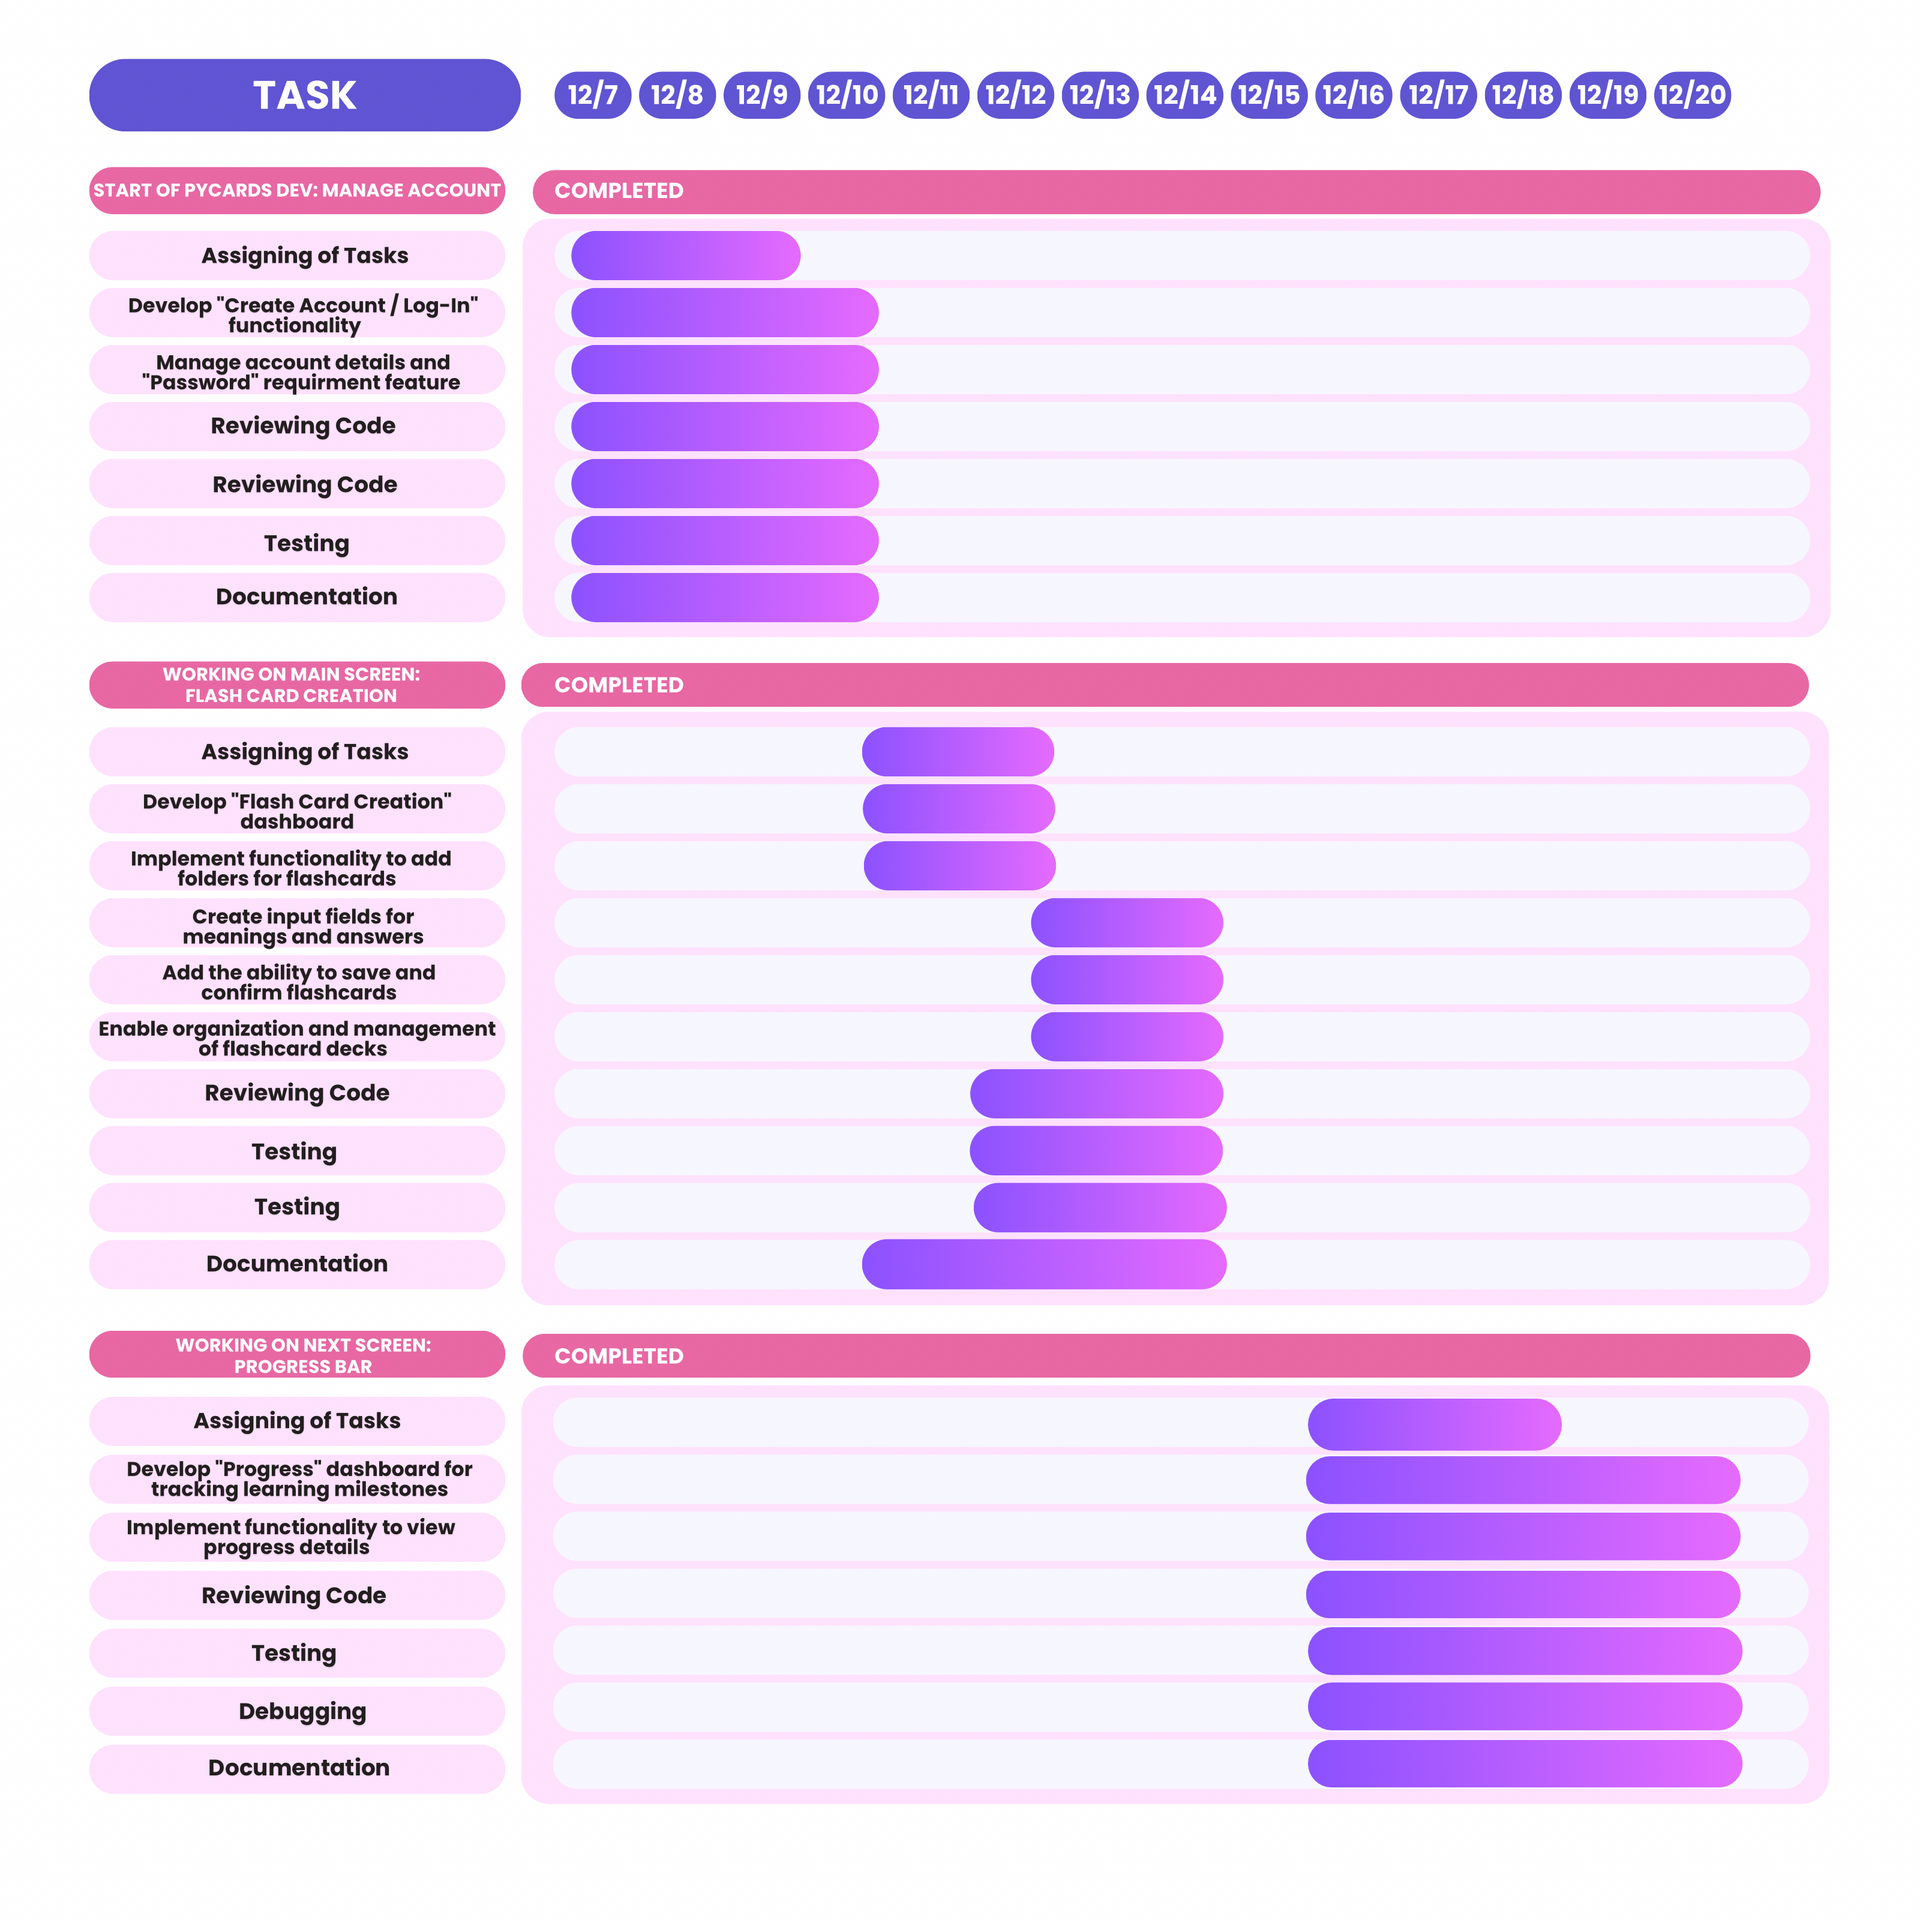 TASK
12/7 12/8 12/9 12/10 12/11 12/12 12/13 12/14 12/15 12/16 12/17 12/18 12/19 12/20
START OF PYCARDS DEV: MANAGE ACCOUNT
COMPLETED
Assigning of Tasks
Develop "Create Account / Log-In"
functionality
Manage account details and
"Password" requirment feature
Reviewing Code
Reviewing Code
Testing
Documentation
WORKING ON MAIN SCREEN:
FLASH CARD CREATION
COMPLETED
Assigning of Tasks
Develop "Flash Card Creation"
dashboard
Implement functionality to add
folders for flashcards
Create input fields for
meanings and answers
Add the ability to save and
confirm flashcards
Enable organization and management
of flashcard decks
Reviewing Code
Testing
Testing
Documentation
WORKING ON NEXT SCREEN:
PROGRESS BAR
COMPLETED
Assigning of Tasks
Develop "Progress" dashboard for
tracking learning milestones
Implement functionality to view
progress details
Reviewing Code
Testing
Debugging
Documentation